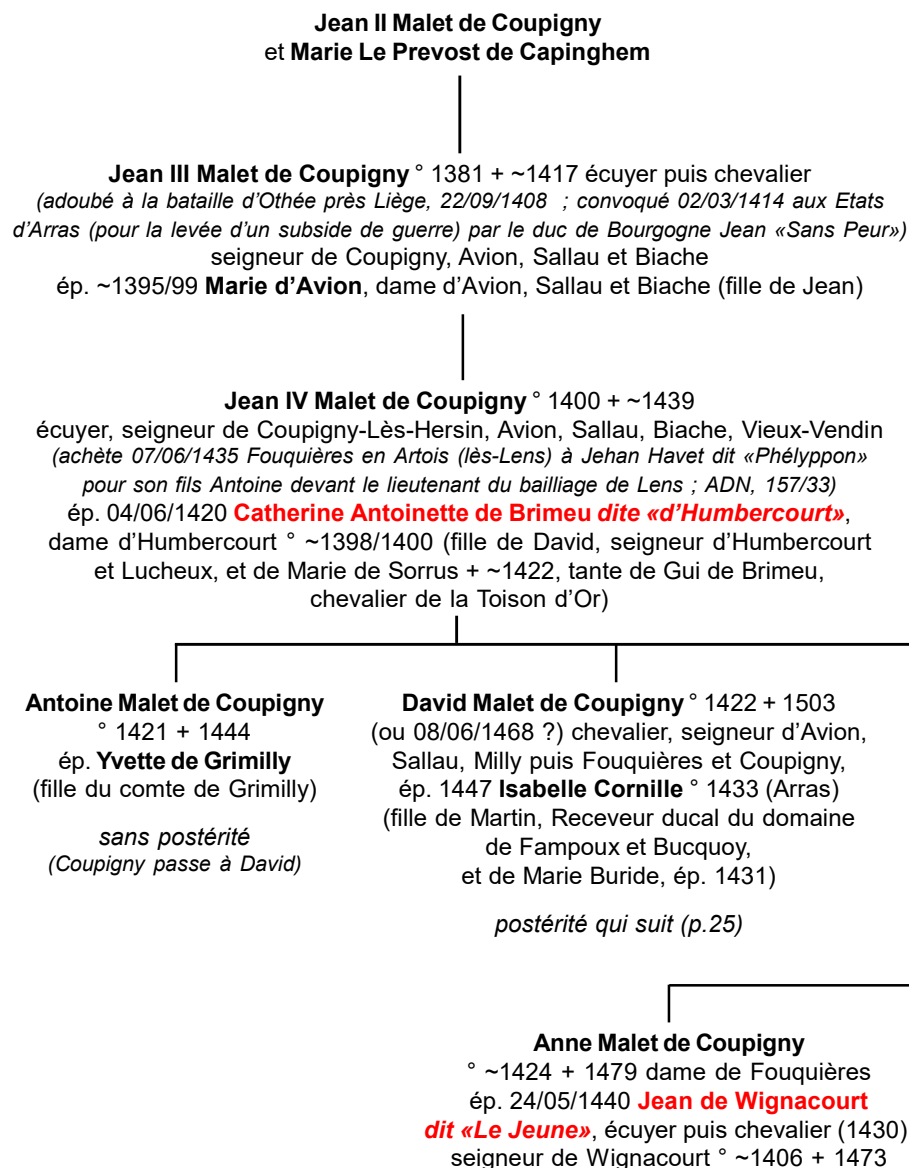 Jean II Malet de Coupigny
et Marie Le Prevost de Capinghem
Jean III Malet de Coupigny ° 1381 + ~1417 écuyer puis chevalier
(adoubé à la bataille d’Othée près Liège, 22/09/1408 ; convoqué 02/03/1414 aux Etats
d’Arras (pour la levée d’un subside de guerre) par le duc de Bourgogne Jean «Sans Peur»)
seigneur de Coupigny, Avion, Sallau et Biache
ép. ~1395/99 Marie d’Avion, dame d’Avion, Sallau et Biache (fille de Jean)
Jean IV Malet de Coupigny ° 1400 + ~1439
écuyer, seigneur de Coupigny-Lès-Hersin, Avion, Sallau, Biache, Vieux-Vendin
(achète 07/06/1435 Fouquières en Artois (lès-Lens) à Jehan Havet dit «Phélyppon»
pour son fils Antoine devant le lieutenant du bailliage de Lens ; ADN, 157/33)
ép. 04/06/1420 Catherine Antoinette de Brimeu dite «d’Humbercourt»,
dame d’Humbercourt ° ~1398/1400 (fille de David, seigneur d’Humbercourt
et Lucheux, et de Marie de Sorrus + ~1422, tante de Gui de Brimeu,
chevalier de la Toison d’Or)
Antoine Malet de Coupigny
° 1421 + 1444
ép. Yvette de Grimilly
(fille du comte de Grimilly)
sans postérité
(Coupigny passe à David)
David Malet de Coupigny ° 1422 + 1503
(ou 08/06/1468 ?) chevalier, seigneur d’Avion,
Sallau, Milly puis Fouquières et Coupigny,
ép. 1447 Isabelle Cornille ° 1433 (Arras)
(fille de Martin, Receveur ducal du domaine
de Fampoux et Bucquoy,
et de Marie Buride, ép. 1431)
postérité qui suit (p.25)
Anne Malet de Coupigny
° ~1424 + 1479 dame de Fouquières
ép. 24/05/1440 Jean de Wignacourt
dit «Le Jeune», écuyer puis chevalier (1430)
seigneur de Wignacourt ° ~1406 + 1473